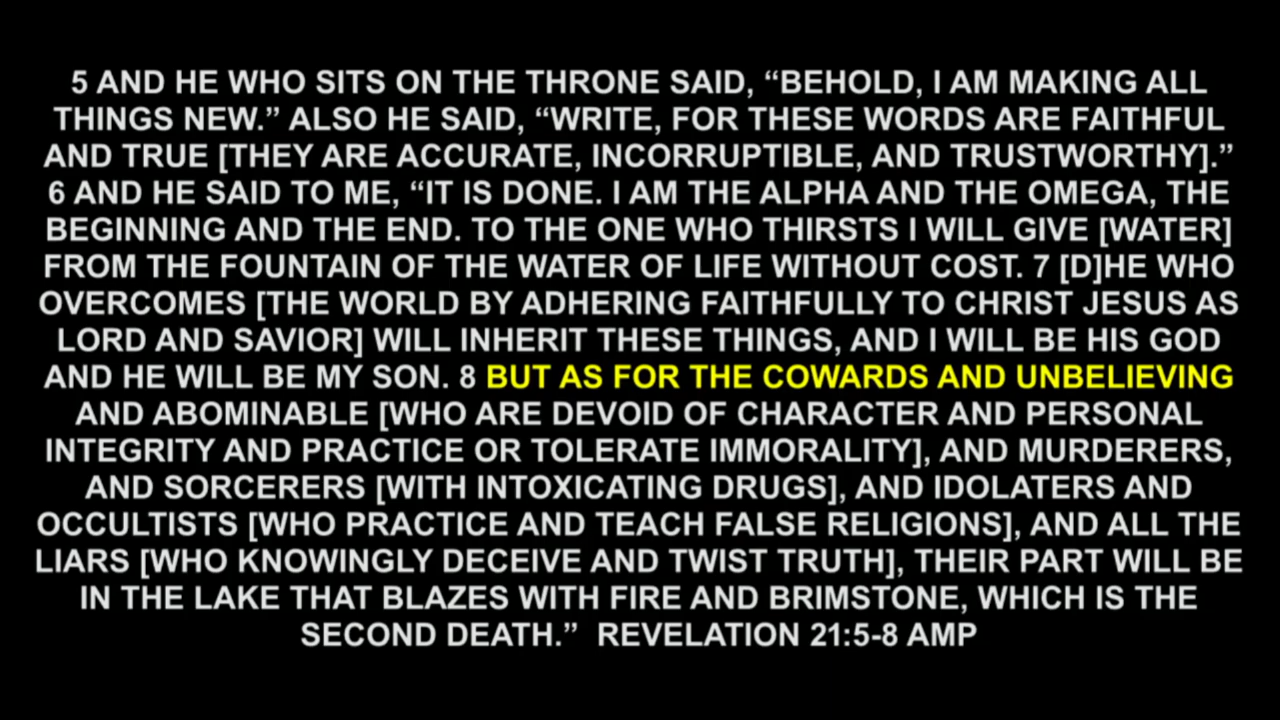 5 AND HE WHO SITS ON THE THRONE SAID, “BEHOLD, I AM MAKING ALL
THINGS NEW.” ALSO HE SAID, “WRITE, FOR THESE WORDS ARE FAITHFUL
AND TRUE [THEY ARE ACCURATE, INCORRUPTIBLE, AND TRUSTWORTHY].”
6 AND HE SAID TO ME, “IT IS DONE. I AM THE ALPHA AND THE OMEGA, THE
BEGINNING AND THE END. TO THE ONE WHO THIRSTS I WILL GIVE [WATER]
FROM THE FOUNTAIN OF THE WATER OF LIFE WITHOUT COST. 7 [D]HE WHO
OVERCOMES [THE WORLD BY ADHERING FAITHFULLY TO CHRIST JESUS AS
LORD AND SAVIOR] WILL INHERIT THESE THINGS, AND I WILL BE HIS GOD
AND HE WILL BE MY SON. 8 BUT AS FOR THE COWARDS AND UNBELIEVING
AND ABOMINABLE [WHO ARE DEVOID OF CHARACTER AND PERSONAL
INTEGRITY AND PRACTICE OR TOLERATE IMMORALITY], AND MURDERERS,
AND SORCERERS [WITH INTOXICATING DRUGS], AND IDOLATERS AND
OCCULTISTS [WHO PRACTICE AND TEACH FALSE RELIGIONS], AND ALL THE
LIARS [WHO KNOWINGLY DECEIVE AND TWIST TRUTH], THEIR PART WILL BE
IN THE LAKE THAT BLAZES WITH FIRE AND BRIMSTONE, WHICH IS THE
SECOND DEATH.” REVELATION 21:5-8 AMP